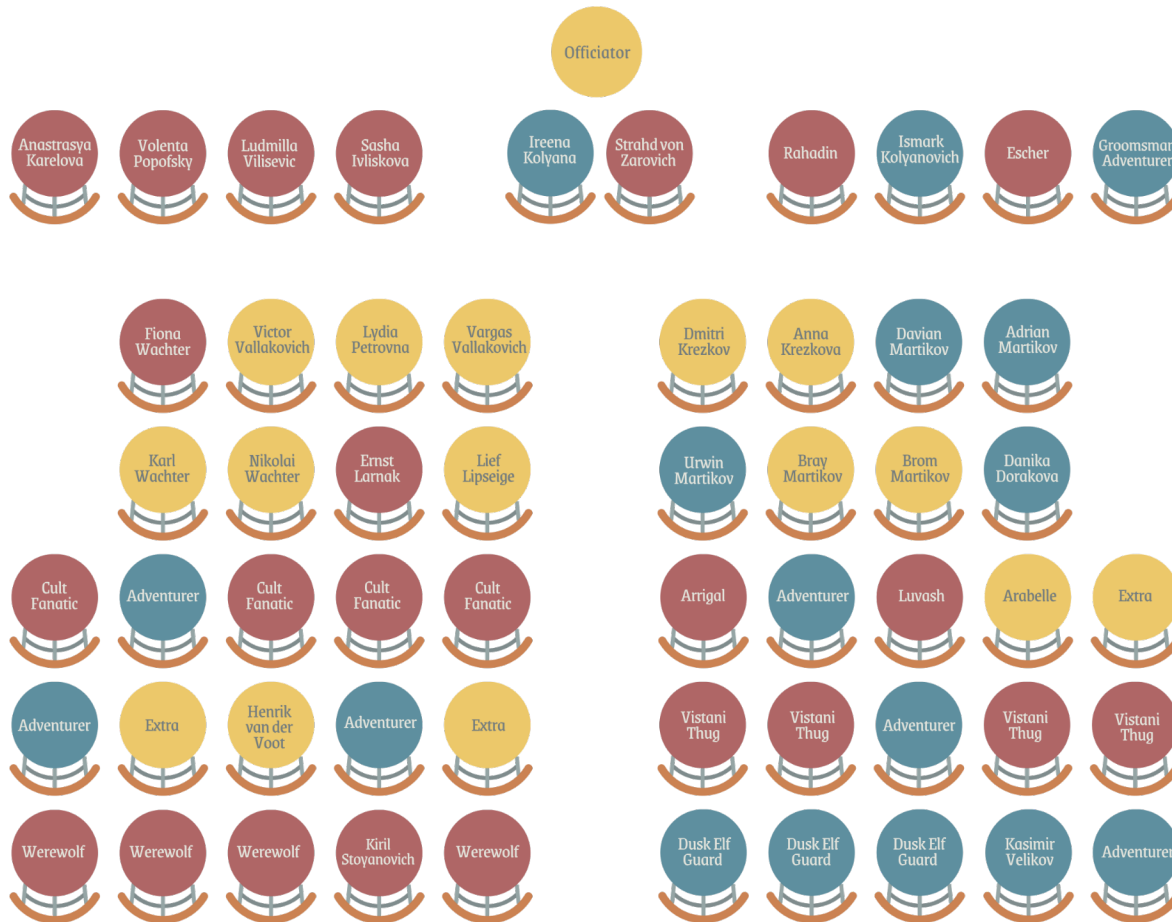 Officiator
Anastrasya
Karelova
Volenta
Popofsky
Ludmilla
Vilisevic
Sasha
Ivliskova
Ireena
Kolyana
Strahd von
Zarovich
Rahadin
Ismark
Kolyanovich
Escher
Groomsman
Adventurer
Fiona
Wachter
Victor
Vallakovich
Lydia
Petrovna
Vargas
Vallakovich
Dmitri
Krezkov
Anna
Krezkova
Davian
Martikov
Adrian
Martikov
Karl
Wachter
Nikolai
Wachter
Ernst
Larnak
Lief
Lipseige
Urwin
Martikov
Bray
Martikov
Brom
Martikov
Danika
Dorakova
Cult
Fanatic
Adventurer
Cult
Fanatic
Cult
Fanatic
Cult
Fanatic
Arrigal
Adventurer
Luvash
Arabelle
Extra
Adventurer
Extra
Henrik
van der
Voot
Adventurer
Extra
Vistani
Thug
Vistani
Thug
Adventurer
Vistani
Thug
Vistani
Thug
Werewolf
Werewolf
Werewolf
Kiril
Stoyanovich
Werewolf
Dusk Elf
Guard
Dusk Elf
Guard
Dusk Elf
Guard
Kasimir
Velikov
Adventurer